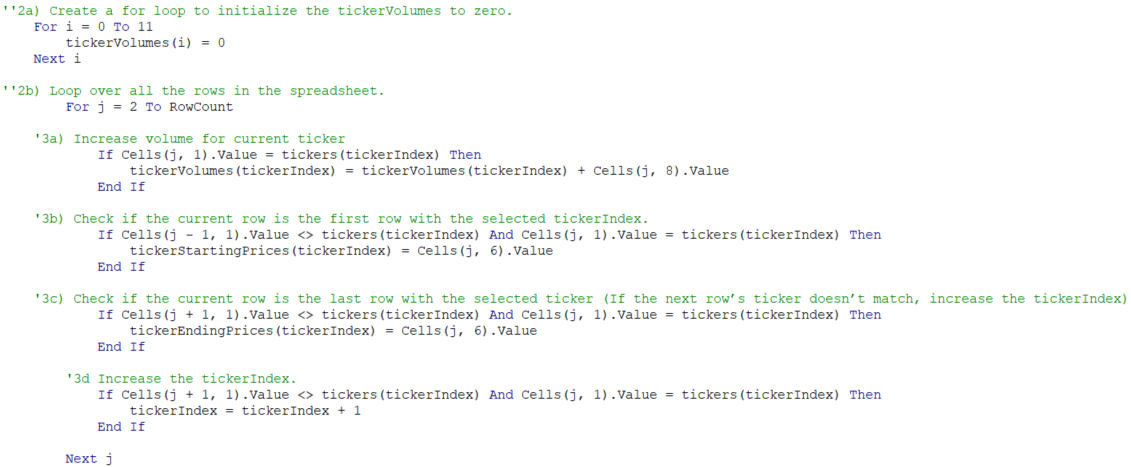 ''2a) Create a for loop to initialize the tickerVolumes to zero.
For i = 0 To 11
tickerVolumes(i) = 0
Next i
''2b) Loop over all the rows in the spreadsheet.
For j = 2 To RowCount
'3a) Increase volume for current ticker
If Cells(j, 1).Value = tickers(tickerIndex) Then
tickerVolumes(tickerIndex) = tickerVolumes(tickerIndex) + Cells(j, 8).Value
End If
'3b) Check if the current row is the first row with the selected tickerIndex.
If Cells(j - 1, 1).Value <> tickers(tickerIndex) And Cells(j, 1).Value = tickers(tickerIndex) Then
tickerStartingPrices(tickerIndex) = Cells(j, 6).Value
End If
'3c) Check if the current row is the last row with the selected ticker (If the next row’s ticker doesn’t match, increase the tickerIndex)
If Cells(j + 1, 1).Value <> tickers(tickerIndex) And Cells(j, 1).Value = tickers(tickerIndex) Then
tickerEndingPrices(tickerIndex) = Cells(j, 6).Value
End If
'3d Increase the tickerIndex.
If Cells(j + 1, 1).Value <> tickers(tickerIndex) And Cells(j, 1).Value = tickers(tickerIndex) Then
tickerIndex = tickerIndex + 1
End If
Next j